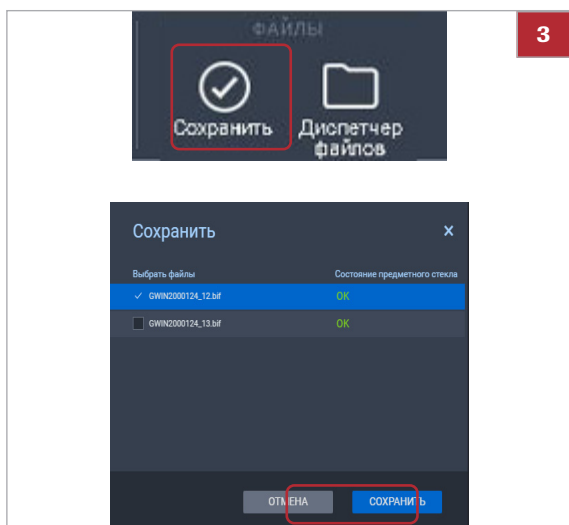 ФАЙЛЫ
3
Сохранить
Диспетчер
файлов
Сохранить ×
Выбрать файлы Состояние предметного стекла
GWIN2000124_12.bif OK
GWIN2000124_13.bif OK
ОТМЕНА СОХРАНИТЬ